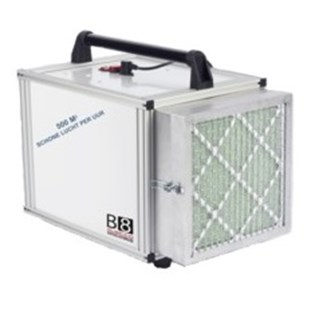 500 M³
SCHONE LUCHT PER UUR
B8